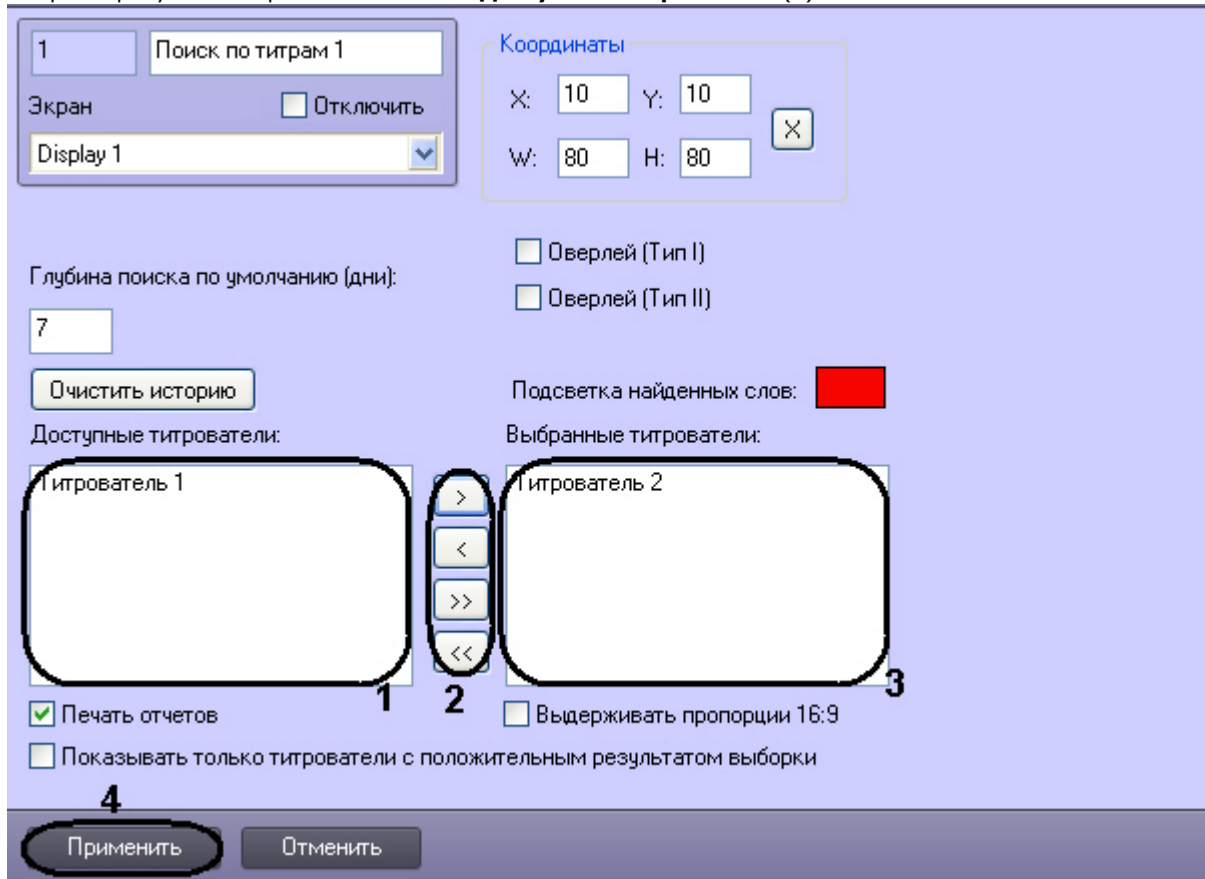 1
Поиск по титрам 1
Экран
Отключить
Display 1
Координаты
X: 10 Y: 10
X
W: 80 H: 80
Глубина поиска по умолчанию (дни):
7
Оверлей (Тип I)
Оверлей (Тип II)
Очистить историю
Подсветка найденных слов:
Доступные титрователи:
Выбранные титрователи:
Титрователь 1
>
<
>>
<<
Титрователь 2
1
2
3
Печать отчетов
Выдерживать пропорции 16:9
Показывать только титрователи с положительным результатом выборки
4
Применить
Отменить